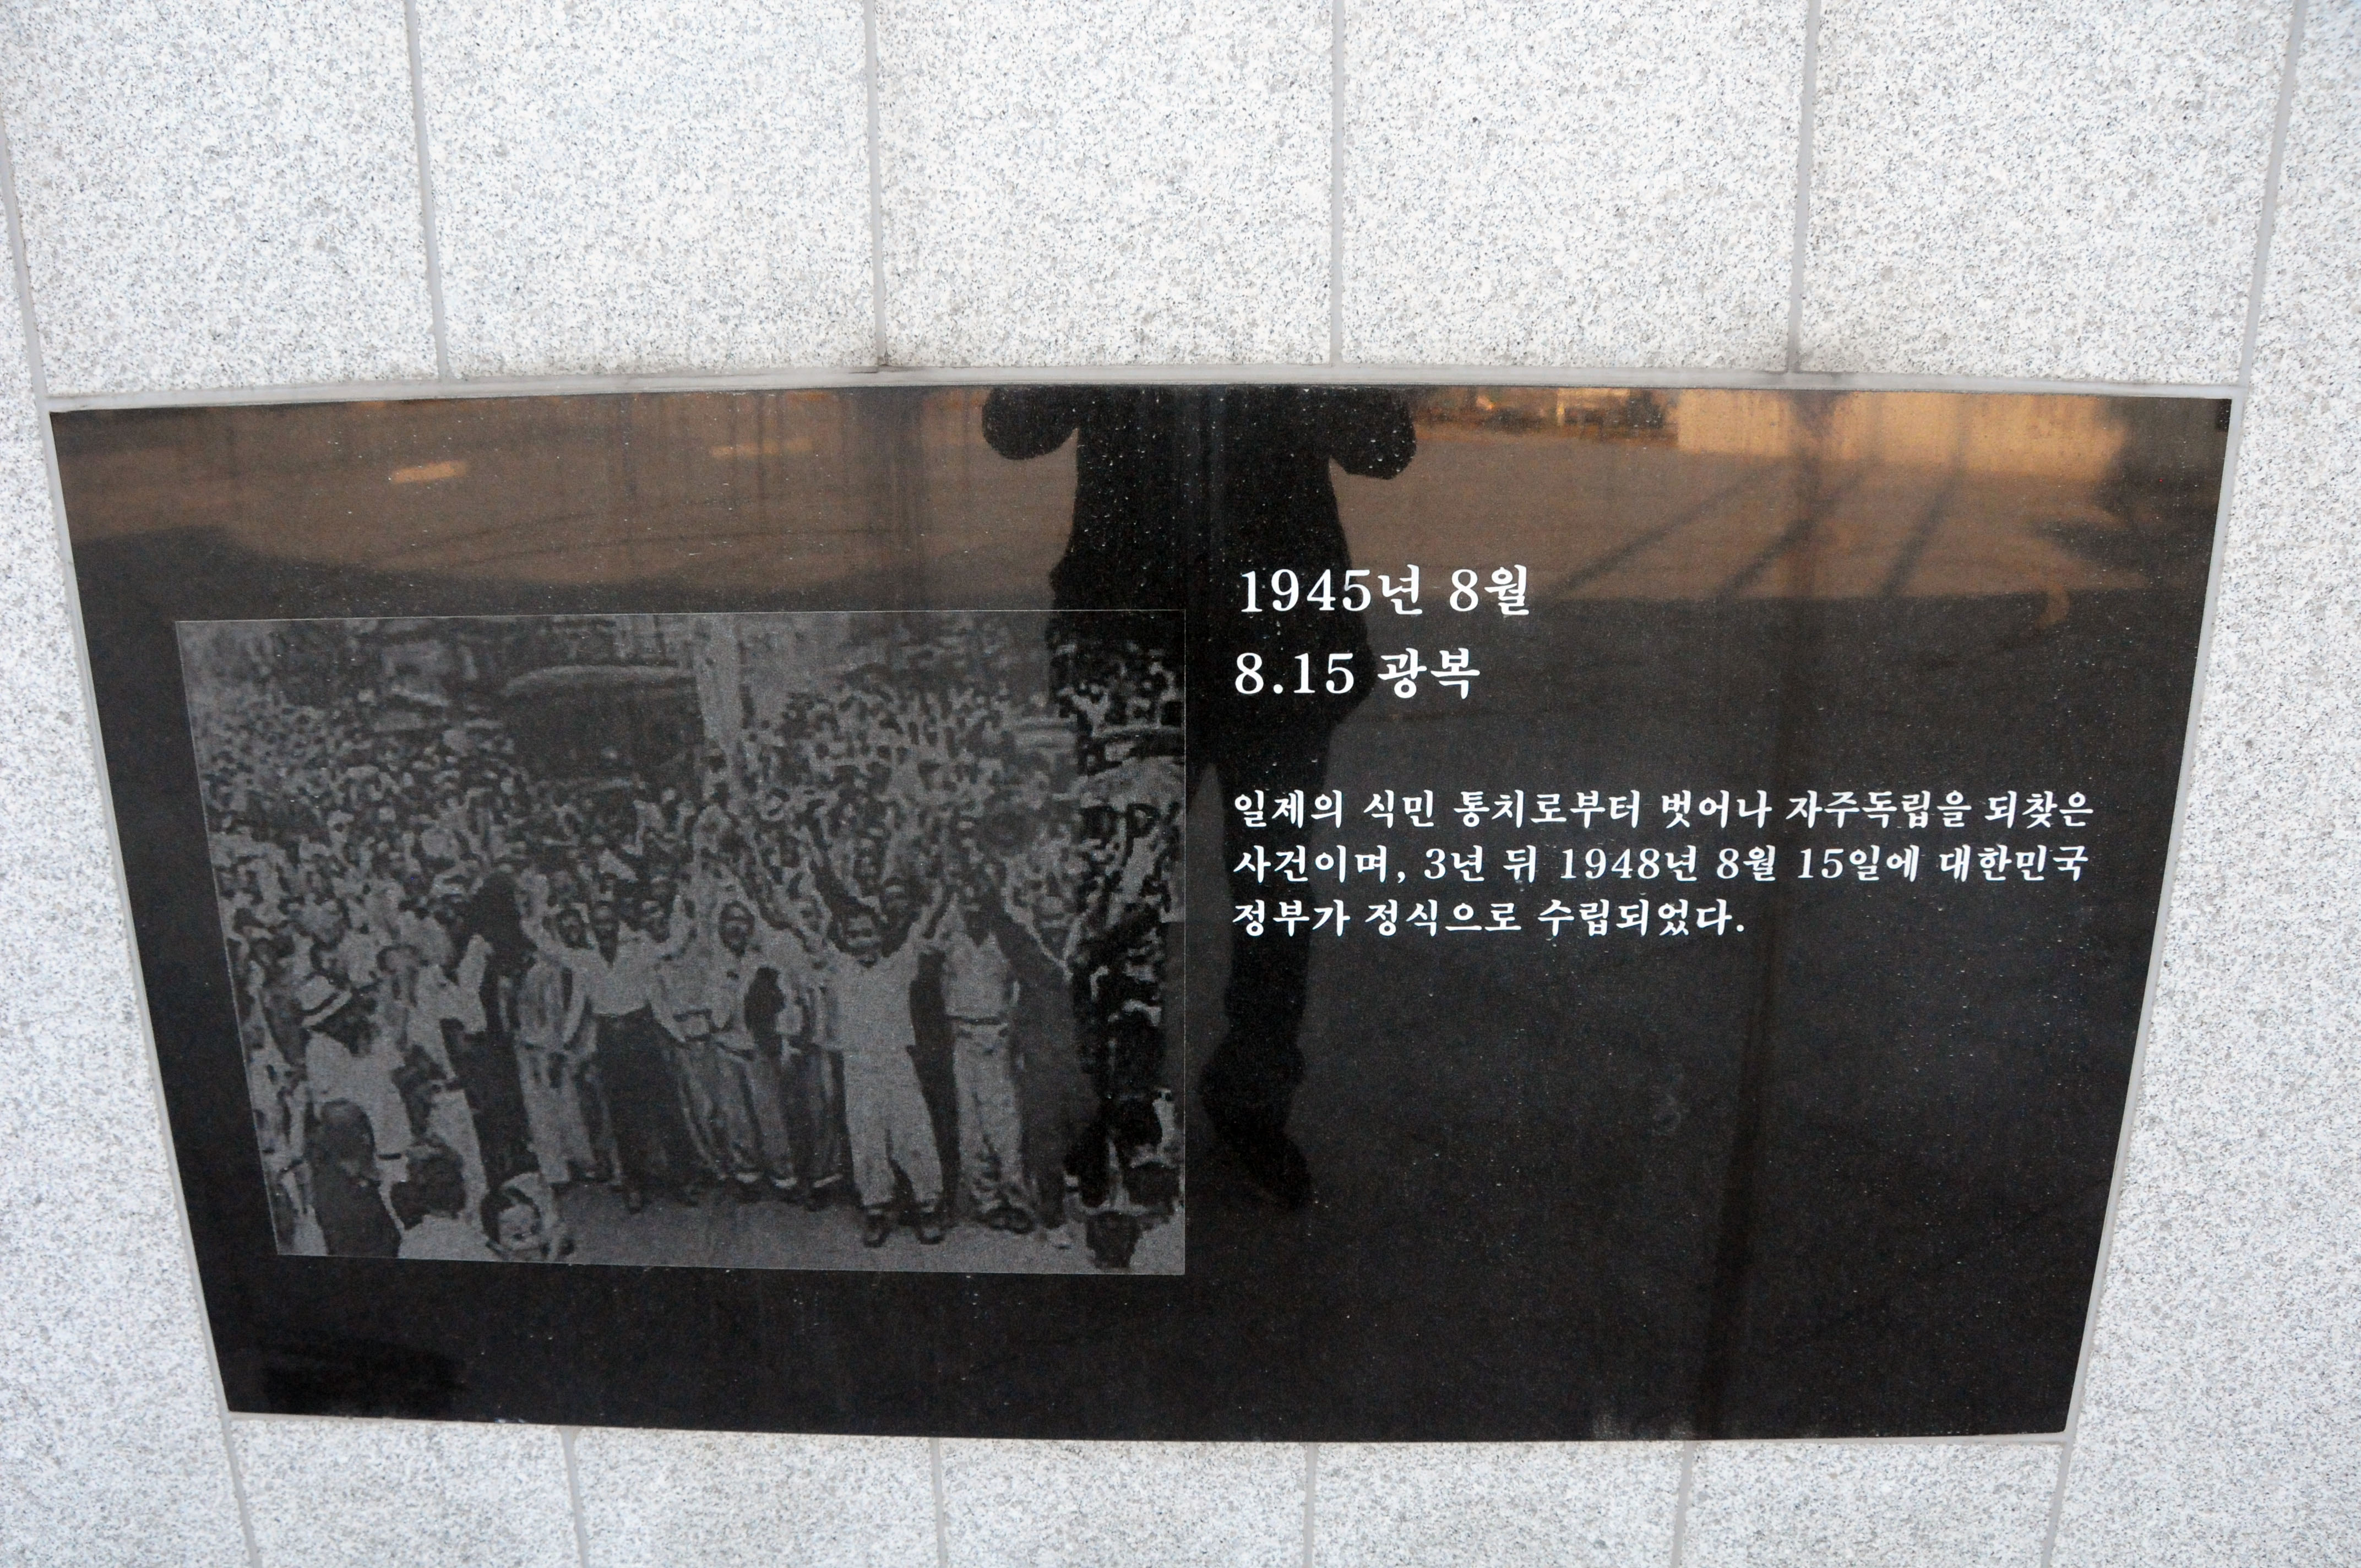 1945년 8월
8.15 광복
일제의 식민 통치로부터 벗어나 자주독립을 되찾은
사건이며, 3년 뒤 1948년 8월 15일에 대한민국
정부가 정식으로 수립되었다.